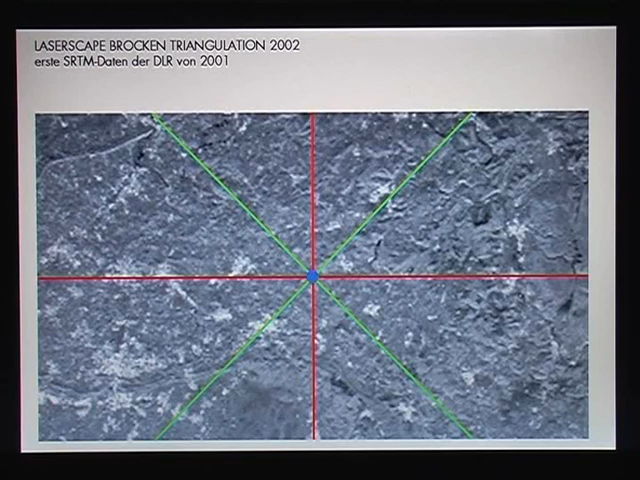 LASERSCAPE BROCKEN TRIANGULATION 2002
erste SRTM-Daten der DLR von 2001